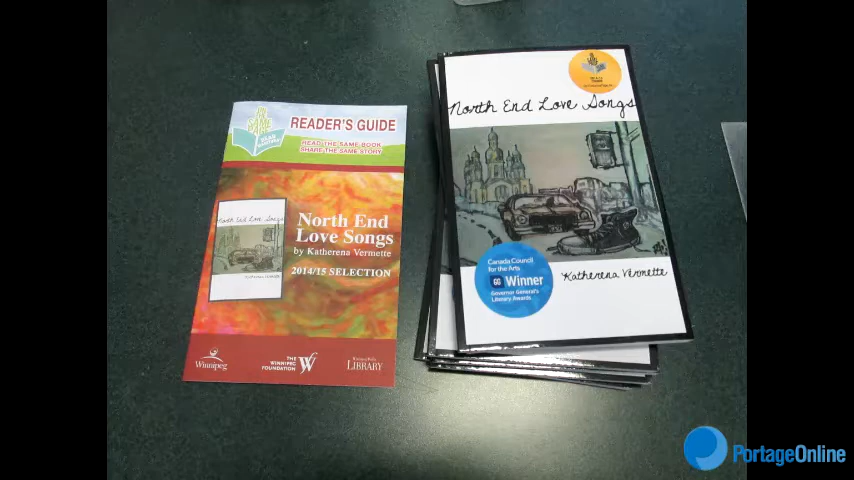 READER'S GUIDE
READ THE SAME BOOK
SHARE THE SAME STORY
North End Love Songs
North End
Love Songs
by Katherena Vermette
2014/15 SELECTION
Winnipeg
THE
WINNIPEG
FOUNDATION
LIBRARY
North End Love Songs
Canada Council
for the Arts
GG Winner
Governor General's
Literary Awards
Katherena Vermette
PortageOnline